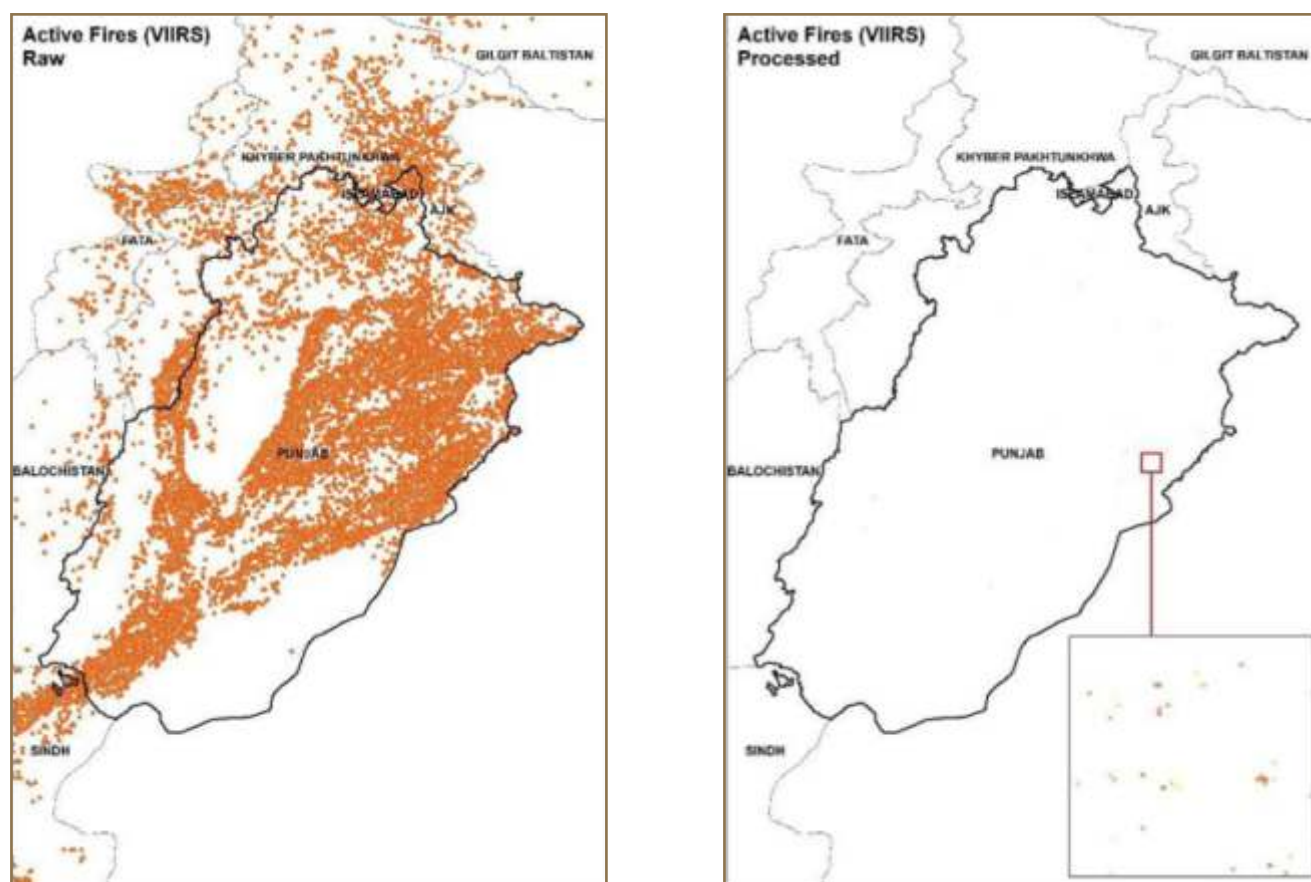 Active Fires (VIIRS)
Raw
GILGIT BALTISTAN
KHYBER PAKHTUNKHWA
ISLAMABAD
AJK
FATA
PUNJAB
BALOCHISTAN
SINDH
Active Fires (VIIRS)
Processed
GILGIT BALTISTAN
KHYBER PAKHTUNKHWA
ISLAMABAD
AJK
FATA
PUNJAB
BALOCHISTAN
SINDH